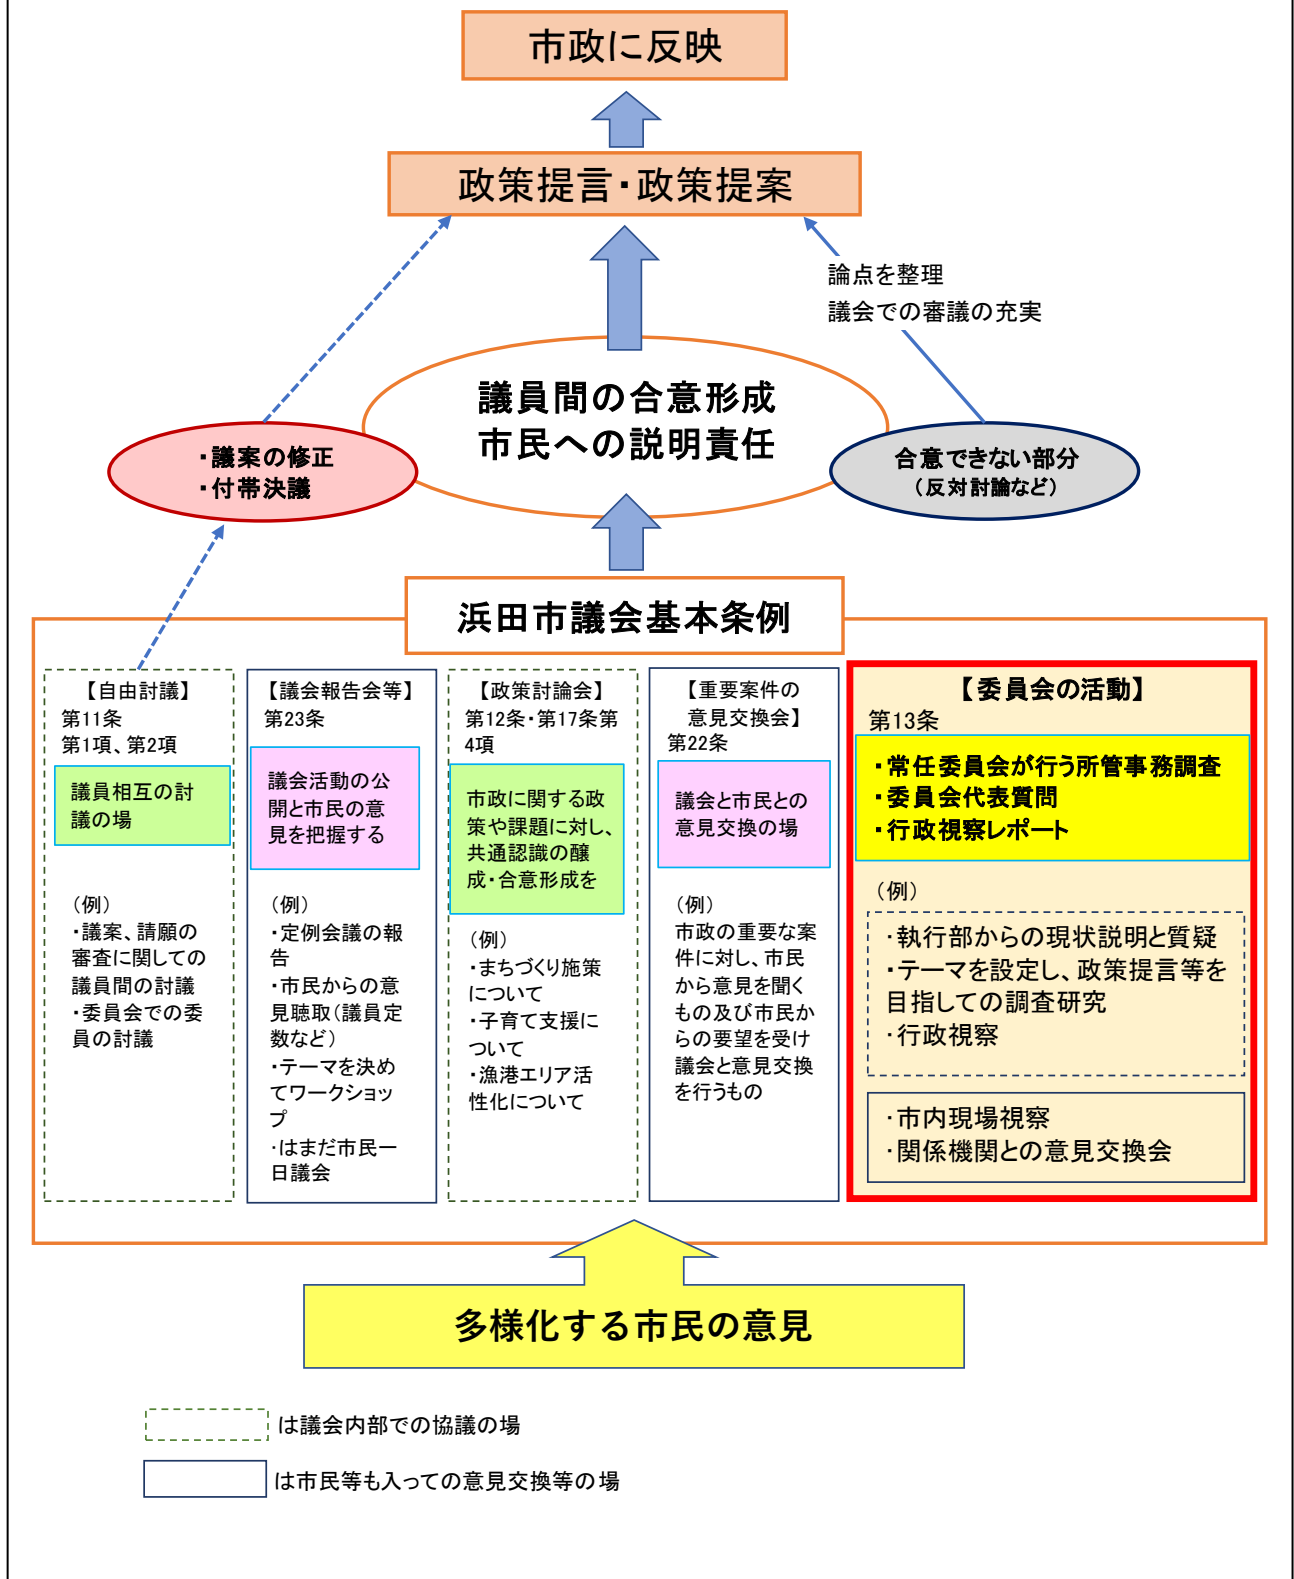 市政に反映
政策提言・政策提案
論点を整理
議会での審議の充実
議員間の合意形成
市民への説明責任
・議案の修正
・付帯決議
合意できない部分
（反対討論など）
浜田市議会基本条例
【自由討議】
第11条
第1項、第2項
議員相互の討
議の場
（例）
・議案、請願の
審査に関しての
議員間の討議
・委員会での委
員の討議
【議会報告会等】
第23条
議会活動の公
開と市民の意
見を把握する
（例）
・定例会議の報
告
・市民からの意
見聴取（議員定
数など）
・テーマを決め
てワークショッ
プ
・はまだ市民一
日議会
【政策討論会】
第12条・第17条第
4項
市政に関する政
策や課題に対し、
共通認識の醸
成・合意形成を
（例）
・まちづくり施策
について
・子育て支援に
ついて
・漁港エリア活
性化について
【重要案件の
意見交換会】
第22条
議会と市民との
意見交換の場
（例）
市政の重要な案
件に対し、市民
から意見を聞く
もの及び市民か
らの要望を受け
議会と意見交換
を行うもの
【委員会の活動】
第13条
・常任委員会が行う所管事務調査
・委員会代表質問
・行政視察レポート
（例）
・執行部からの現状説明と質疑
・テーマを設定し、政策提言等を
目指しての調査研究
・行政視察
・市内現場視察
・関係機関との意見交換会
多様化する市民の意見
は議会内部での協議の場
は市民等も入っての意見交換等の場